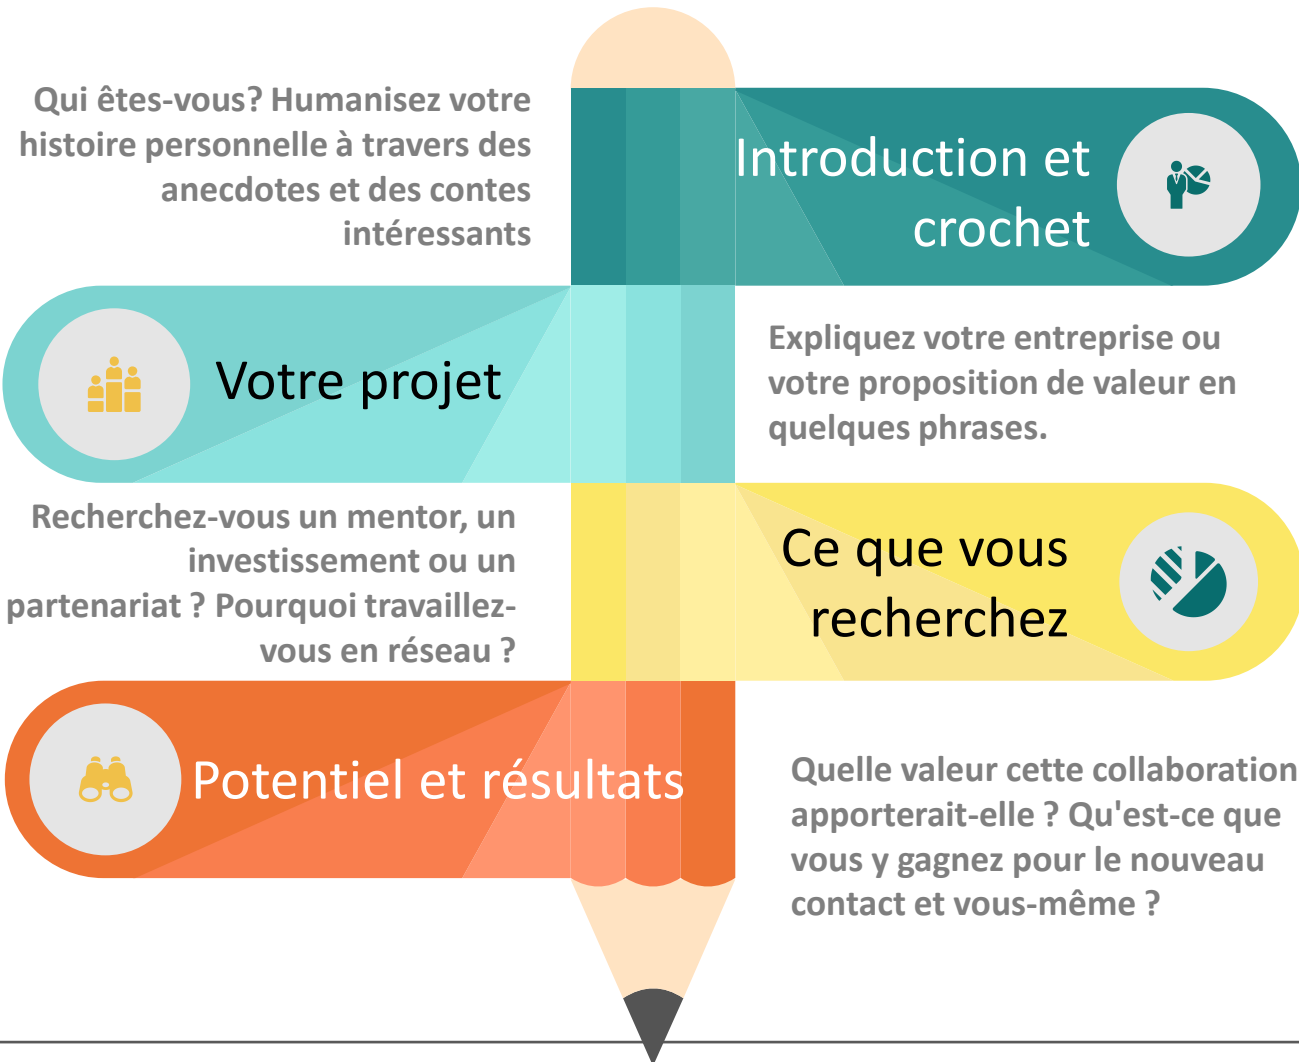 Introduction et
crochet
Qui êtes-vous? Humanisez votre
histoire personnelle à travers des
anecdotes et des contes
intéressants
Votre projet
Expliquez votre entreprise ou
votre proposition de valeur en
quelques phrases.
Ce que vous
recherchez
Recherchez-vous un mentor, un
investissement ou un
partenariat ? Pourquoi travaillez-
vous en réseau ?
Potentiel et résultats
Quelle valeur cette collaboration
apporterait-elle ? Qu'est-ce que
vous y gagnez pour le nouveau
contact et vous-même ?